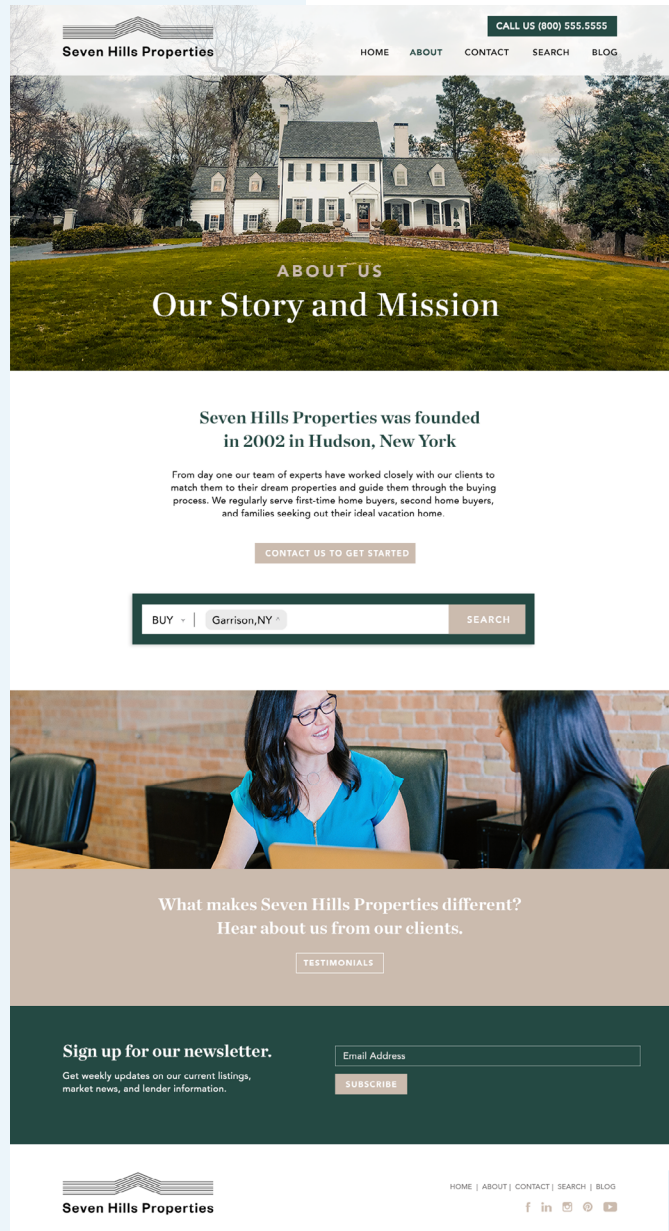 Seven Hills Properties
CALL US (800) 555.5555
HOME ABOUT CONTACT SEARCH BLOG
ABOUT US
Our Story and Mission
Seven Hills Properties was founded
in 2002 in Hudson, New York
From day one our team of experts have worked closely with our clients to
match them to their dream properties and guide them through the buying
process. We regularly serve first-time home buyers, second home buyers,
and families seeking out their ideal vacation home.
CONTACT US TO GET STARTED
BUY
Garrison,NY
SEARCH
What makes Seven Hills Properties different?
Hear about us from our clients.
TESTIMONIALS
Sign up for our newsletter.
Get weekly updates on our current listings,
market news, and lender information.
Email Address
SUBSCRIBE
Seven Hills Properties
HOME | ABOUT | CONTACT | SEARCH | BLOG